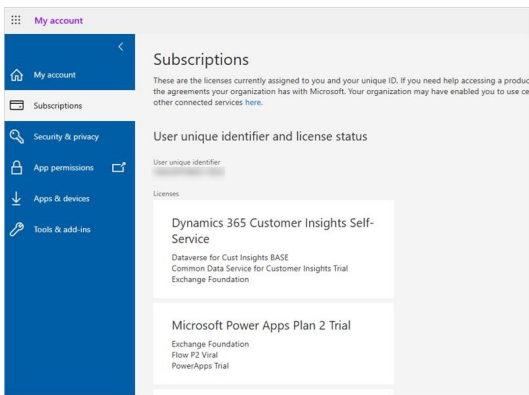 My account
Subscriptions
These are the licenses currently assigned to you and your unique ID. If you need help accessing a
the agreements your organization has with Microsoft. Your organization may have enabled you to use
other connected services here.
My account
Subscriptions
Security & privacy
App permissions
Apps & devices
Tools & add-ins
User unique identifier and license status
User unique identifier
Licenses
Dynamics 365 Customer Insights Self-
Service
Dataverse for Cust Insights BASE
Common Data Service for Customer Insights Trial
Exchange Foundation
Microsoft Power Apps Plan 2 Trial
Exchange Foundation
Flow P2 Viral
PowerApps Trial